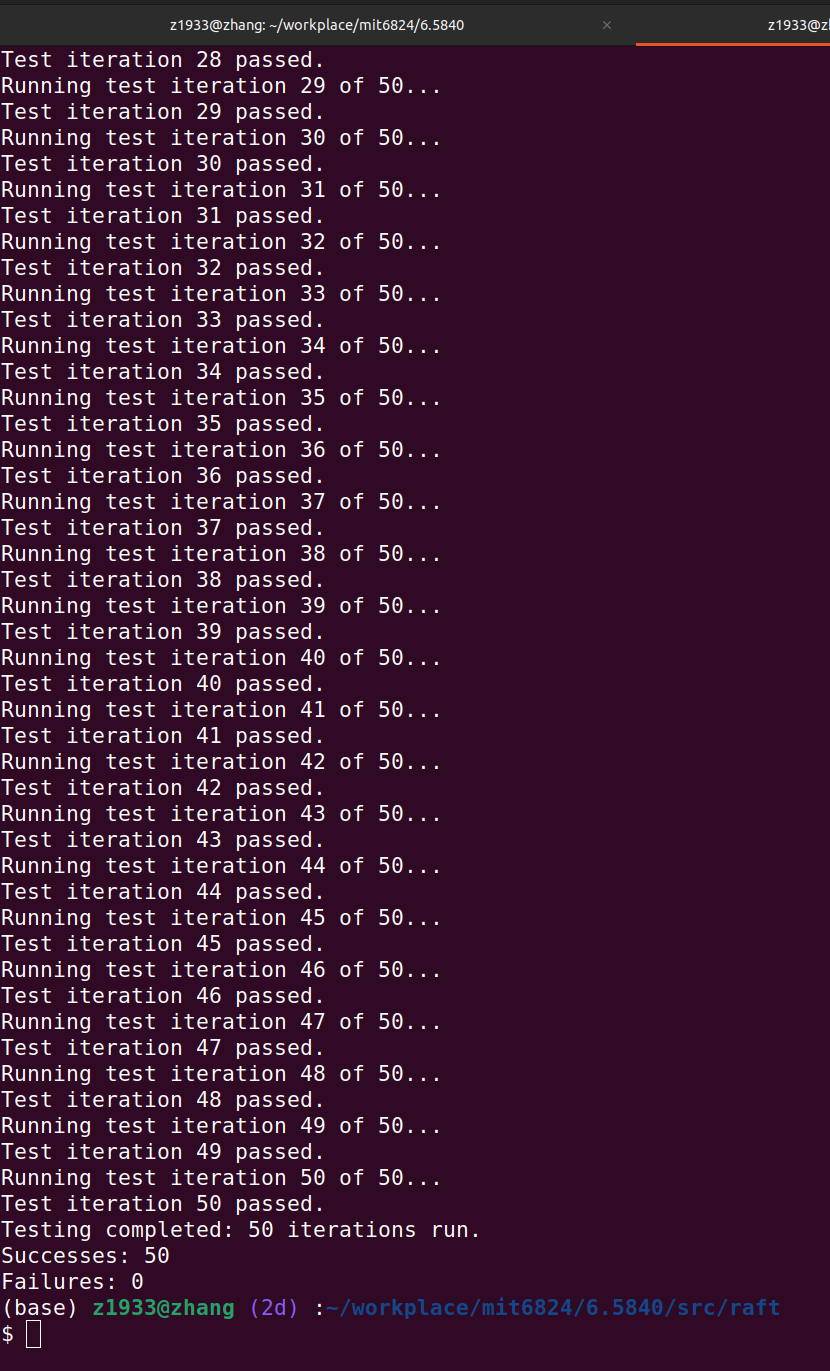 z1933@zhang: ~/workplace/mit6824/6.5840
×
z1933@zl
Test iteration 28 passed.
Running test iteration 29 of 50...
Test iteration 29 passed.
Running test iteration 30 of 50...
Test iteration 30 passed.
Running test iteration 31 of 50...
Test iteration 31 passed.
Running test iteration 32 of 50...
Test iteration 32 passed.
Running test iteration 33 of 50...
Test iteration 33 passed.
Running test iteration 34 of 50...
Test iteration 34 passed.
Running test iteration 35 of 50...
Test iteration 35 passed.
Running test iteration 36 of 50...
Test iteration 36 passed.
Running test iteration 37 of 50...
Test iteration 37 passed.
Running test iteration 38 of 50...
Test iteration 38 passed.
Running test iteration 39 of 50...
Test iteration 39 passed.
Running test iteration 40 of 50...
Test iteration 40 passed.
Running test iteration 41 of 50...
Test iteration 41 passed.
Running test iteration 42 of 50...
Test iteration 42 passed.
Running test iteration 43 of 50...
Test iteration 43 passed.
Running test iteration 44 of 50...
Test iteration 44 passed.
Running test iteration 45 of 50...
Test iteration 45 passed.
Running test iteration 46 of 50...
Test iteration 46 passed.
Running test iteration 47 of 50...
Test iteration 47 passed.
Running test iteration 48 of 50...
Test iteration 48 passed.
Running test iteration 49 of 50...
Test iteration 49 passed.
Running test iteration 50 of 50...
Test iteration 50 passed.
Testing completed: 50 iterations run.
Successes: 50
Failures: 0
(base) z1933@zhang (2d) :~/workplace/mit6824/6.5840/src/raft
$